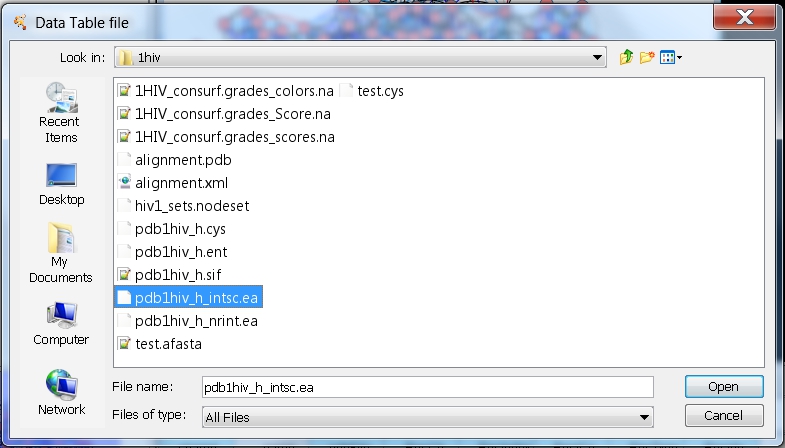 Data Table file
Look in: 1hiv
Recent Items
Desktop
My Documents
Computer
Network
1HIV_consurf.grades_colors.na test.cys
1HIV_consurf.grades_Score.na
1HIV_consurf.grades_scores.na
alignment.pdb
alignment.xml
hiv1_sets.nodeset
pdb1hiv_h.cys
pdb1hiv_h.ent
pdb1hiv_h.sif
pdb1hiv_h_intsc.ea
pdb1hiv_h_nrint.ea
test.afasta
File name: pdb1hiv_h_intsc.ea Open
Files of type: All Files Cancel